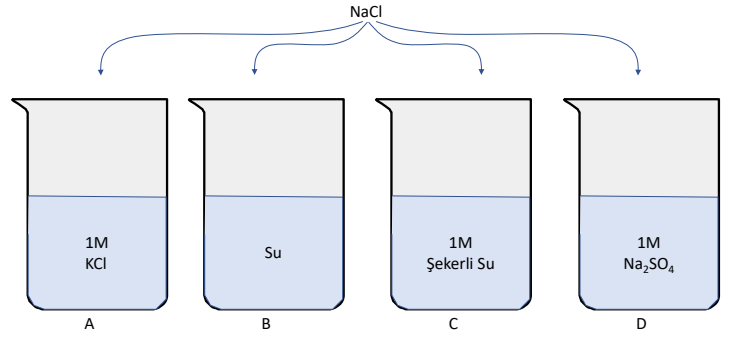 NaCl
1M
KCl
Su
1M
Şekerli Su
1M
Na₂SO₄
A
B
C
D